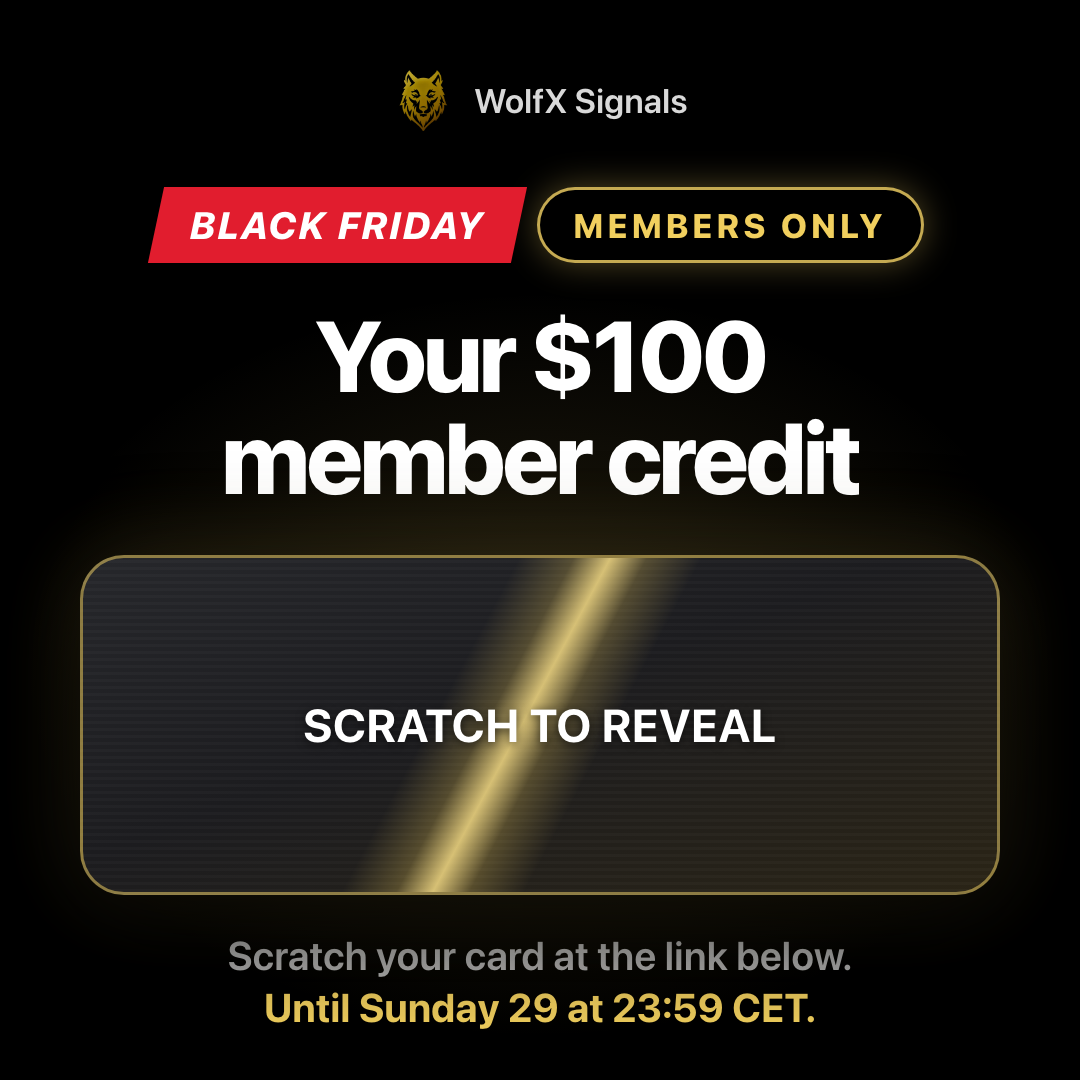 WolfX Signals
BLACK FRIDAY
MEMBERS ONLY
Your $100
member credit
SCRATCH TO REVEAL
Scratch your card at the link below.
Until Sunday 29 at 23:59 CET.